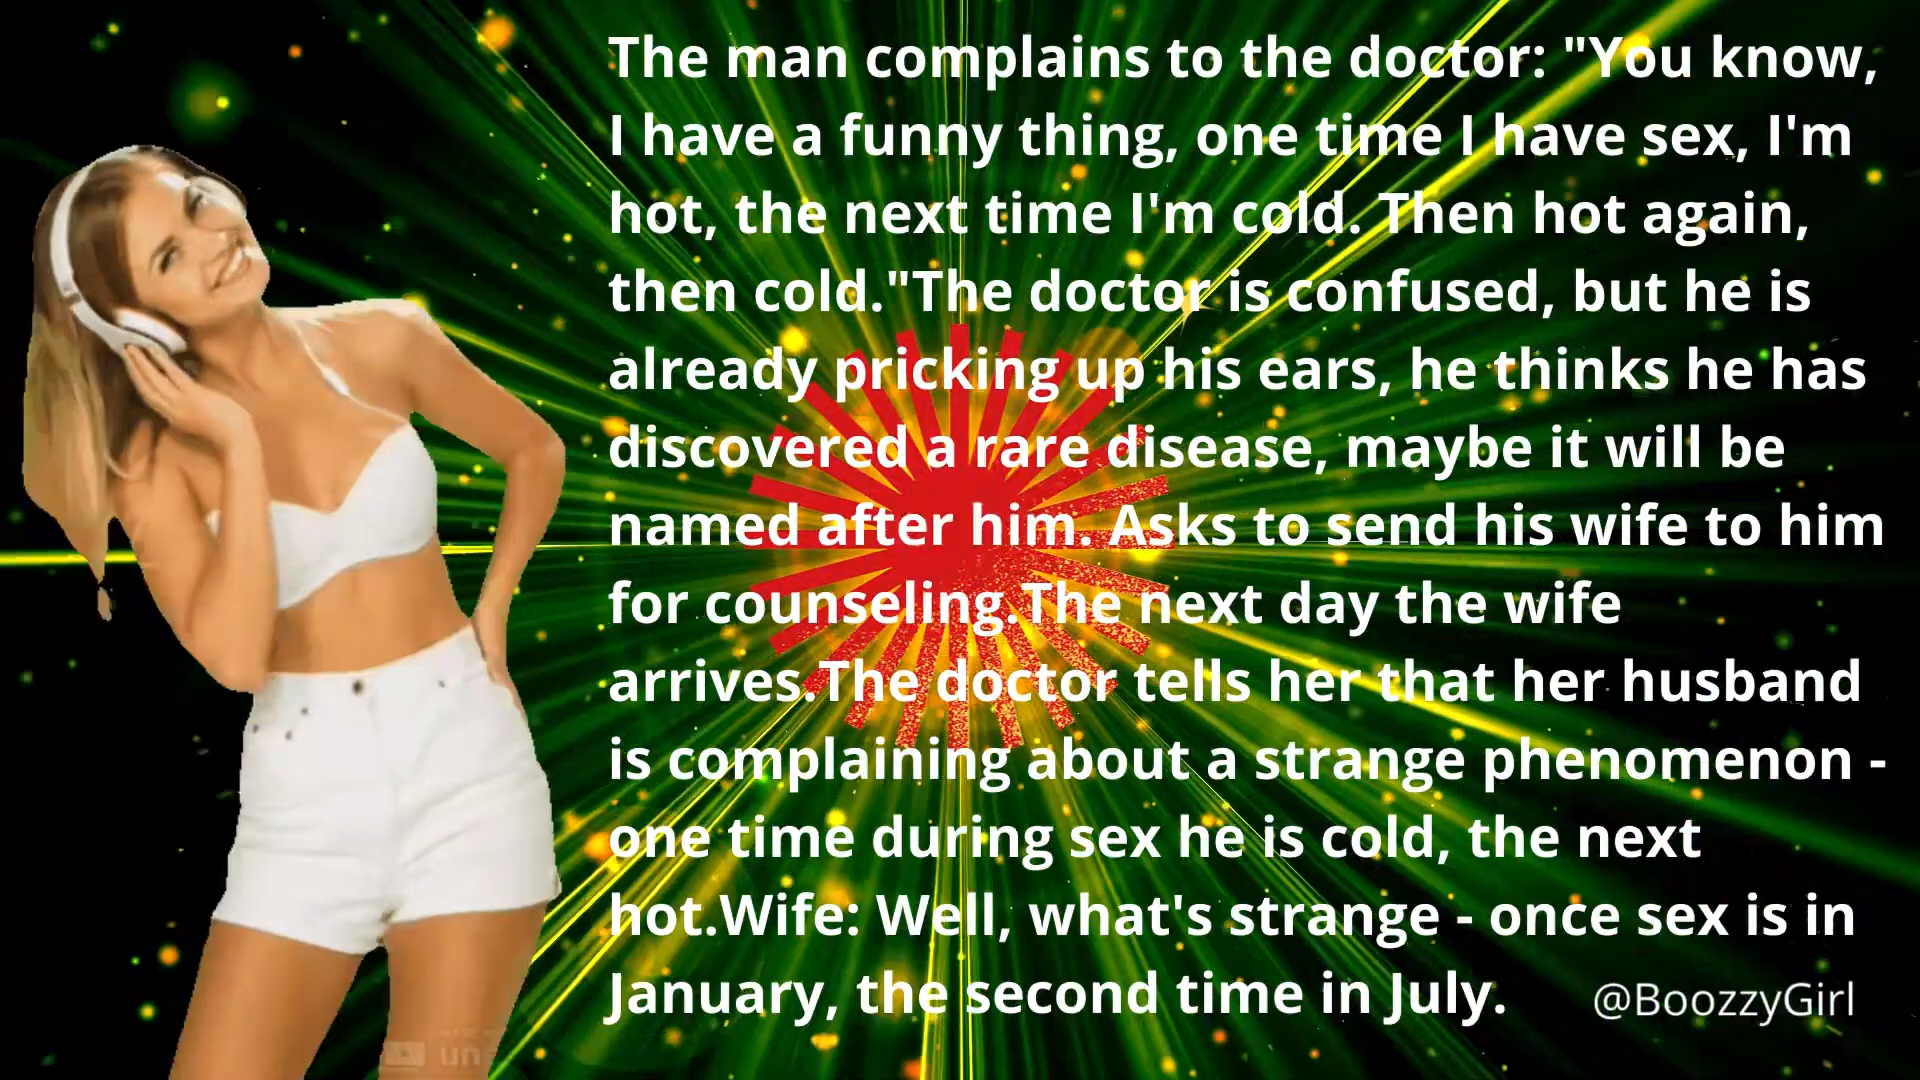 The man complains to the doctor: "You know,
I have a funny thing, one time I have sex, I'm
hot, the next time I'm cold. Then hot again,
then cold."The doctor is confused, but he is
already pricking up his ears, he thinks he has
discovered a rare disease, maybe it will be
named after him. Asks to send his wife to him
for counseling.The next day the wife
arrives.The doctor tells her that her husband
is complaining about a strange phenomenon -
one time during sex he is cold, the next
hot.Wife: Well, what's strange - once sex is in
January, the second time in July.
@BoozzyGirl